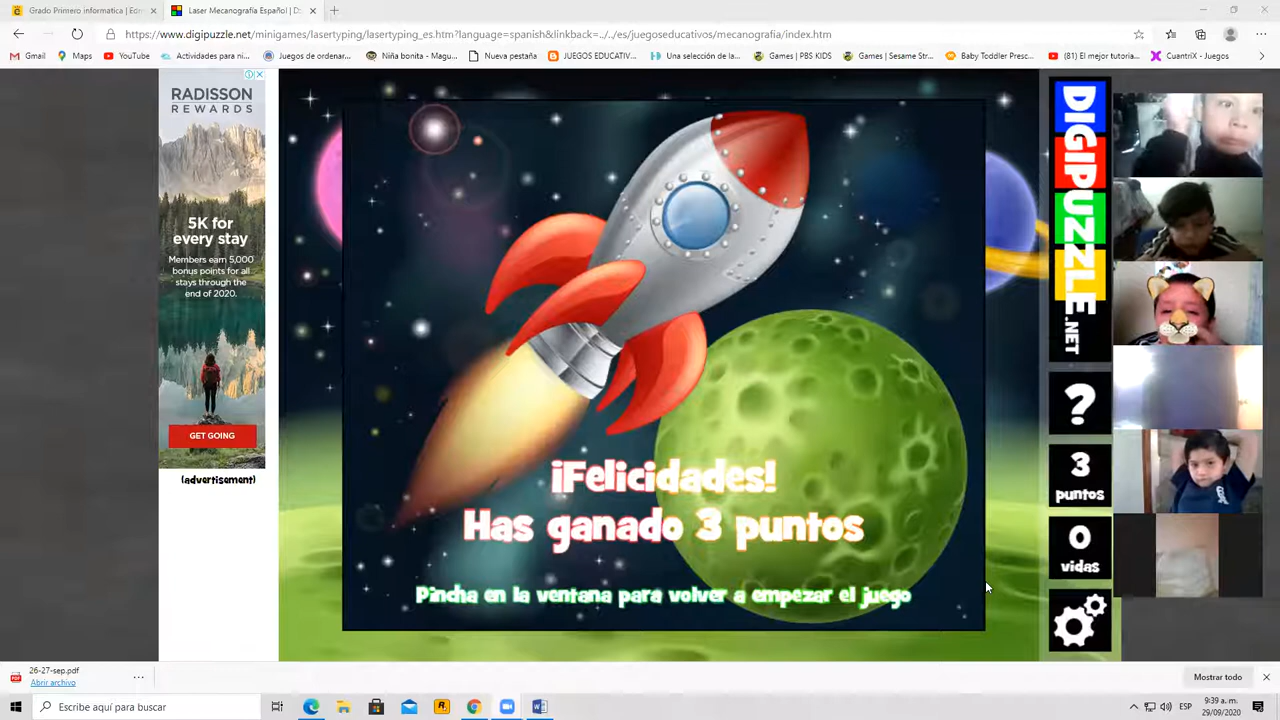 Grado Primero informatica | Edm
Laser Mecanografía Español | D:
https://www.digipuzzle.net/minigames/lasertyping/lasertyping_es.htm?language=spanish&linkback=../../es/juegoseducativos/mecanografia/index.htm
Gmail
Maps
YouTube
Actividades para ni...
Juegos de ordenar...
Niña bonita - Magu...
Nueva pestaña
JUEGOS EDUCATIV...
Una selección de la...
Games | PBS KIDS
Games | Sesame Str...
Baby Toddler Presc...
(81) El mejor tutoria...
CuantriX - Juegos
RADISSON
REWARDS
5K for
every stay
Members earn 5,000
bonus points for all
stays through the
end of 2020.
GET GOING
(advertisement)
¡Felicidades!
Has ganado 3 puntos
Pincha en la ventana para volver a empezar el juego
DIGIPUZZLE.NET
?
3
puntos
0
vidas
26-27-sep.pdf
Abrir archivo
Mostrar todo
Escribe aquí para buscar
ESP
9:39 a. m.
29/09/2020